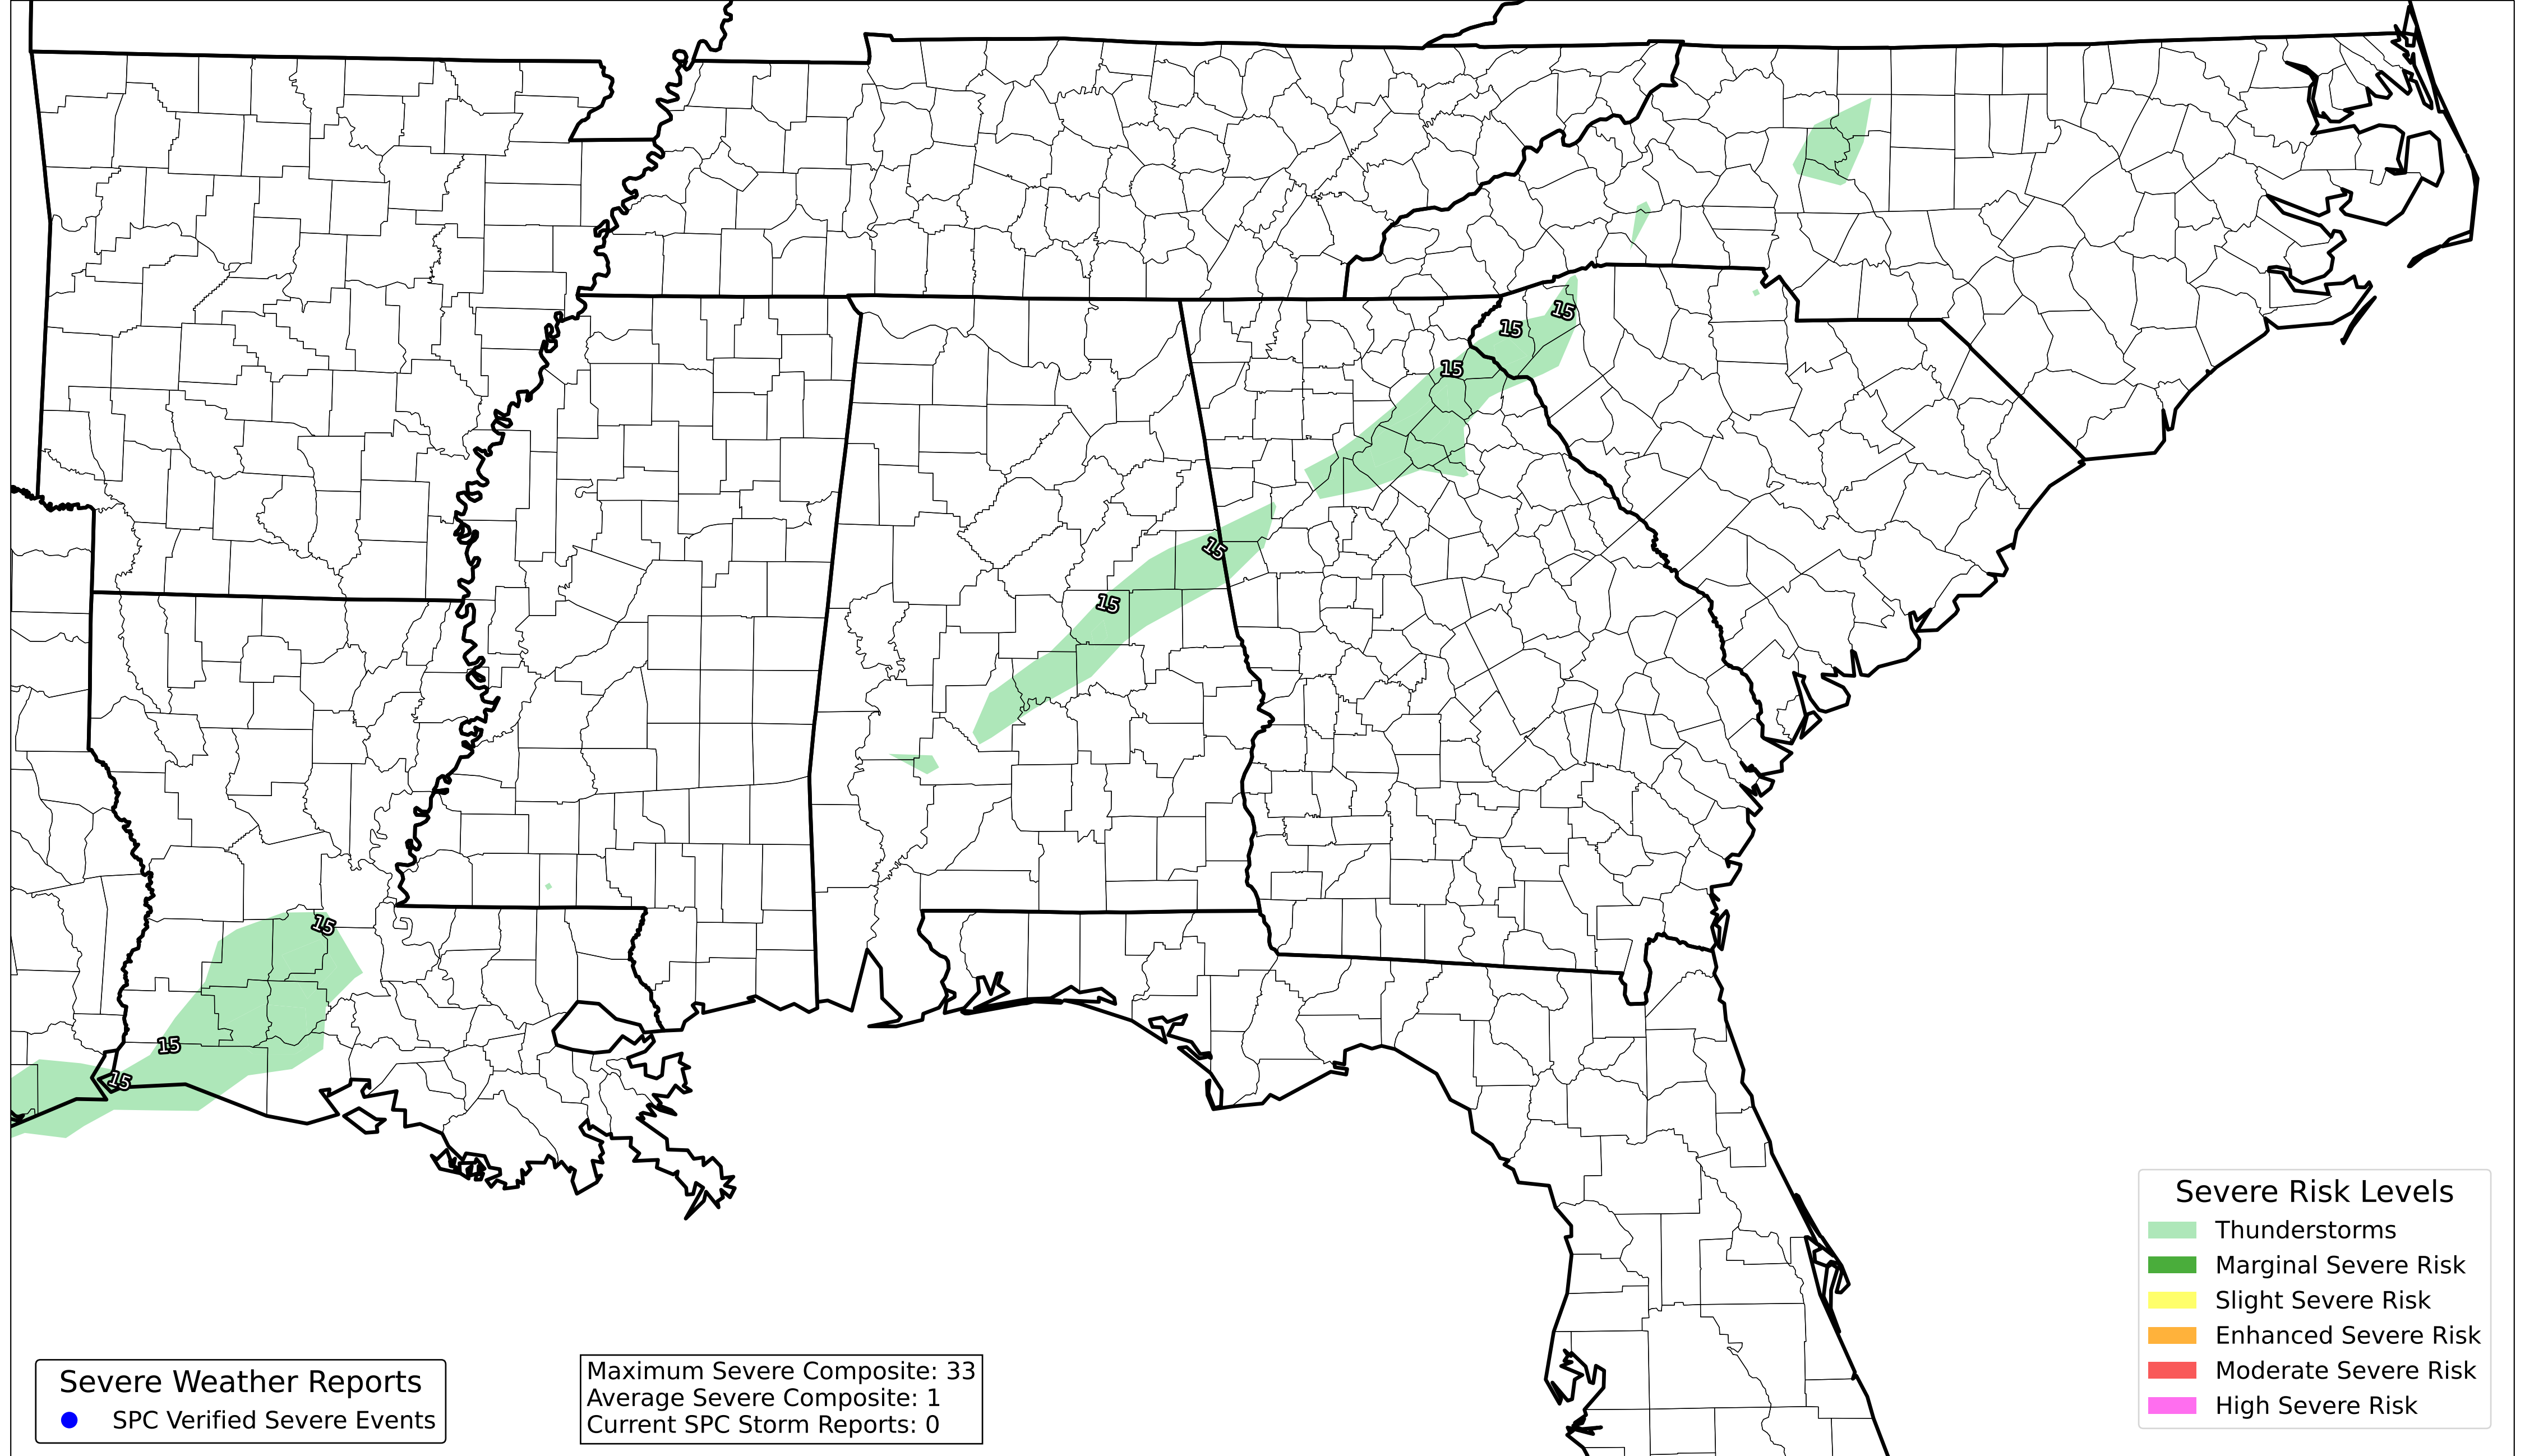 15
15
15
15
15
15
15
15
Severe Weather Reports
SPC Verified Severe Events
Maximum Severe Composite: 33
Average Severe Composite: 1
Current SPC Storm Reports: 0
Severe Risk Levels
Thunderstorms
Marginal Severe Risk
Slight Severe Risk
Enhanced Severe Risk
Moderate Severe Risk
High Severe Risk